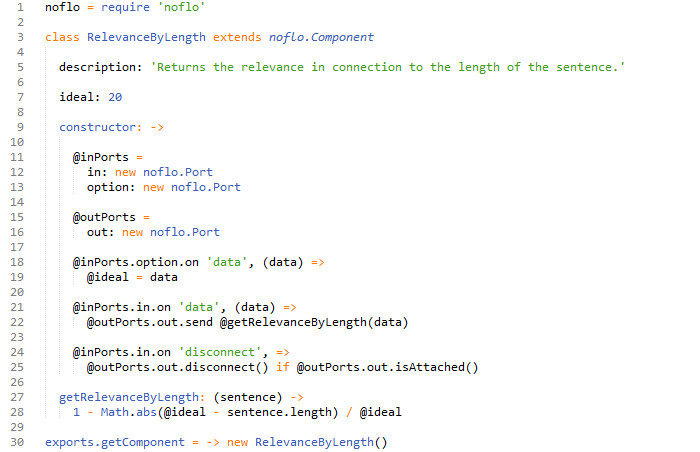 1 noflo = require 'noflo'
2
3 class RelevanceByLength extends noflo.Component
4
5 description: 'Returns the relevance in connection to the length of the sentence.'
6
7 ideal: 20
8
9 constructor: ->
10
11 @inPorts =
12 in: new noflo.Port
13 option: new noflo.Port
14
15 @outPorts =
16 out: new noflo.Port
17
18 @inPorts.option.on 'data', (data) =>
19 @ideal = data
20
21 @inPorts.in.on 'data', (data) =>
22 @outPorts.out.send @getRelevanceByLength(data)
23
24 @inPorts.in.on 'disconnect', =>
25 @outPorts.out.disconnect() if @outPorts.out.isAttached()
26
27 getRelevanceByLength: (sentence) ->
28 1 - Math.abs(@ideal - sentence.length) / @ideal
29
30 exports.getComponent = -> new RelevanceByLength()